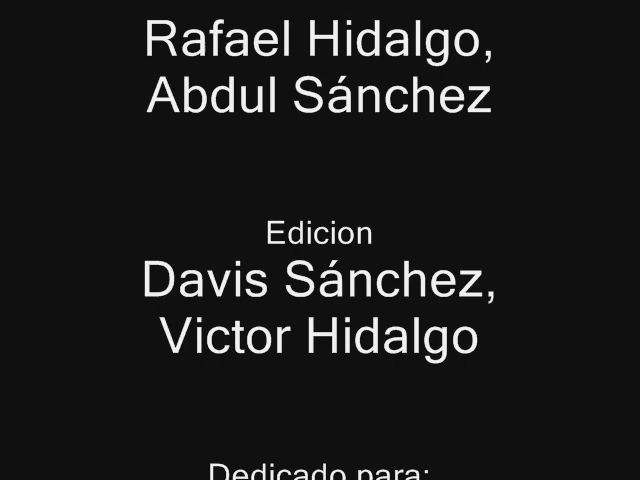 Rafael Hidalgo,
Abdul Sánchez
Edicion
Davis Sánchez,
Victor Hidalgo
Dedicado para: